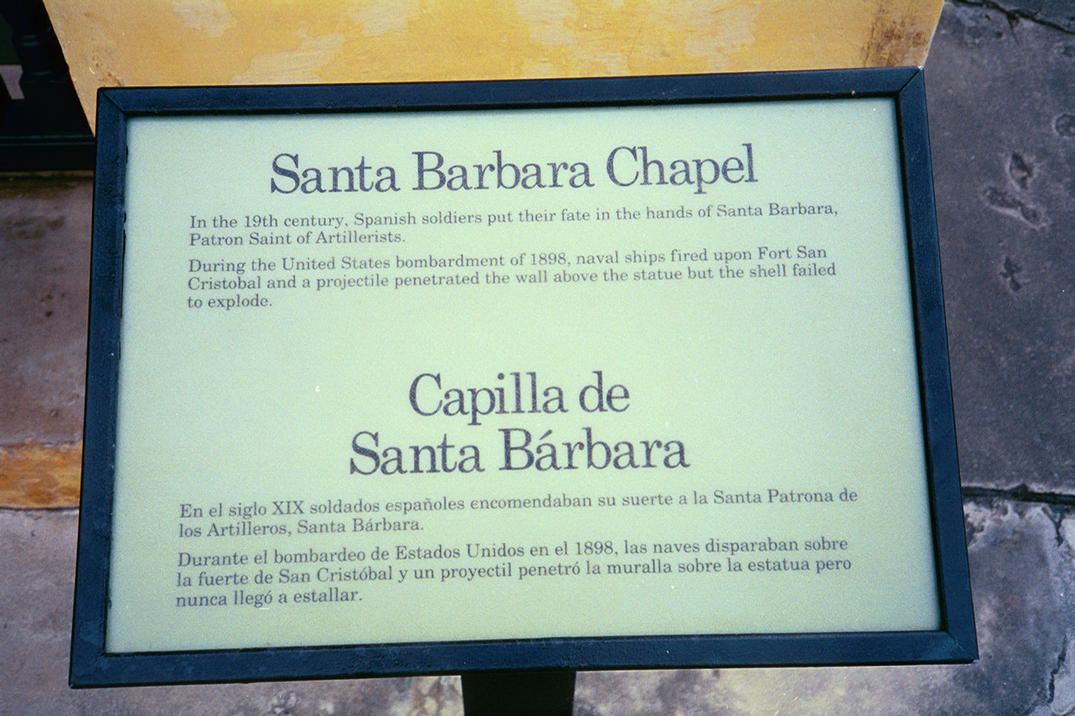 Santa Barbara Chapel
In the 19th century, Spanish soldiers put their fate in the hands of Santa Barbara,
Patron Saint of Artillerists.
During the United States bombardment of 1898, naval ships fired upon Fort San
Cristobal and a projectile penetrated the wall above the statue but the shell failed
to explode.
Capilla de
Santa Bárbara
En el siglo XIX soldados españoles encomendaban su suerte a la Santa Patrona de
los Artilleros, Santa Bárbara.
Durante el bombardeo de Estados Unidos en el 1898, las naves disparaban sobre
la fuerte de San Cristóbal y un proyectil penetró la muralla sobre la estatua pero
nunca llegó a estallar.